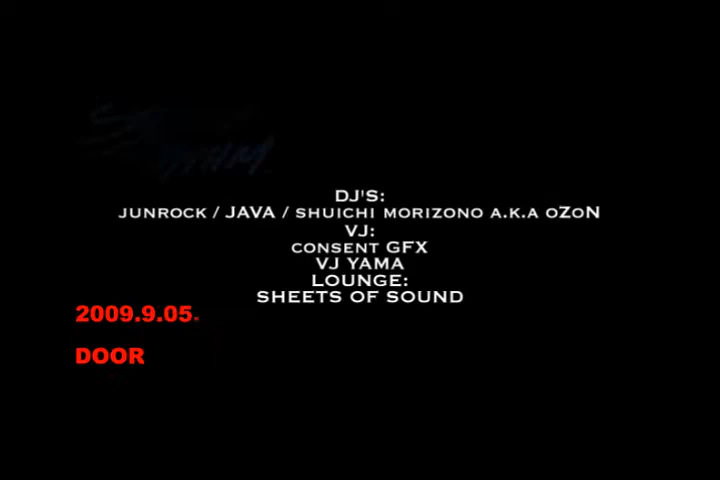 DJ'S:
JUNROCK / JAVA / SHUICHI MORIZONO A.K.A oZoN
VJ:
CONSENT GFX
VJ YAMA
LOUNGE:
SHEETS OF SOUND
2009.9.05
DOOR